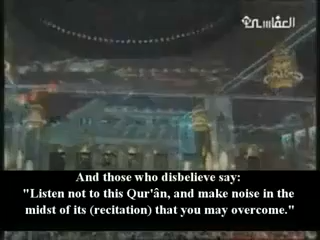 العفاسي
And those who disbelieve say:
"Listen not to this Qur'ân, and make noise in the
midst of its (recitation) that you may overcome."